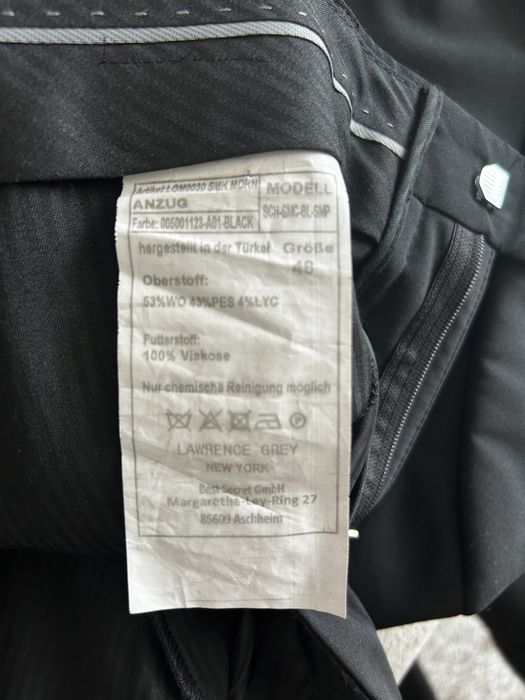 Artikel:LGM0030 SMK MDRN
ANZUG
Farbe: 005001123-A01-BLACK
MODELL
SCH-SMC-BL-SMP
hergestellt in der Türkei
Größe
48
Oberstoff:
53%WO 43%PES 4%LYC
Futterstoff:
100% Viskose
Nur chemische Reinigung möglich
P
LAWRENCE GREY
NEW YORK
Best Secret GmbH
Margaretha-Ley-Ring 27
85609 Aschheim